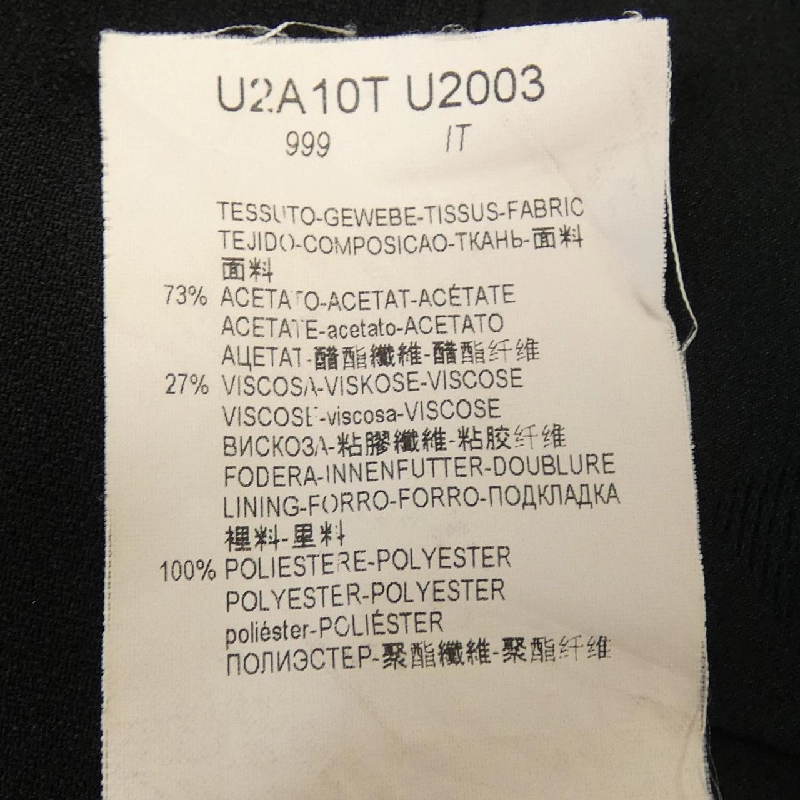 U2A10T U2003
999 IT
TESSUTO-GEWEBE-TISSUS-FABRIC
TEJIDO-COMPOSICAO-ТКАНЬ-面料
面料
73% ACETATO-ACETAT-ACÉTATE
ACETATE-acetato-ACETATO
АЦЕТАТ-醋酯纖維-醋酯纤维
27% VISCOSA-VISKOSE-VISCOSE
VISCOSE-viscosa-VISCOSE
ВИСКОЗА-粘膠纖維-粘胶纤维
FODERA-INNENFUTTER-DOUBLURE
LINING-FORRO-FORRO-ПОДКЛАДКА
裡料-里料
100% POLIESTERE-POLYESTER
POLYESTER-POLYESTER
poliéster-POLIÉSTER
ПОЛИЭСТЕР-聚酯纖維-聚酯纤维